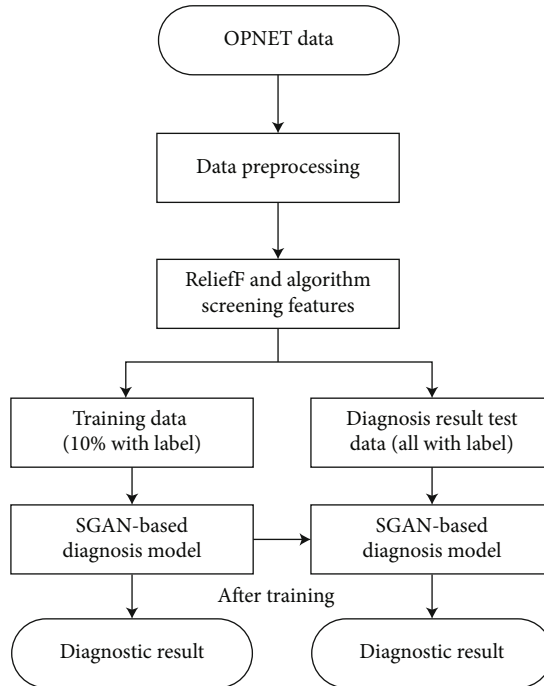 OPNET data
Data preprocessing
ReliefF and algorithm
screening features
Training data
(10% with label)
Diagnosis result test
data (all with label)
SGAN-based
diagnosis model
SGAN-based
diagnosis model
After training
Diagnostic result
Diagnostic result